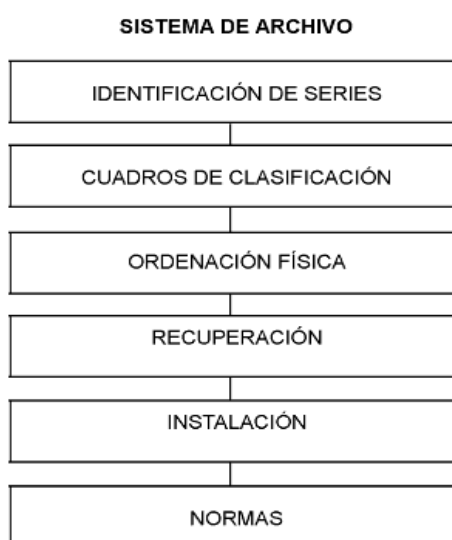 SISTEMA DE ARCHIVO
IDENTIFICACIÓN DE SERIES
CUADROS DE CLASIFICACIÓN
ORDENACIÓN FÍSICA
RECUPERACIÓN
INSTALACIÓN
NORMAS